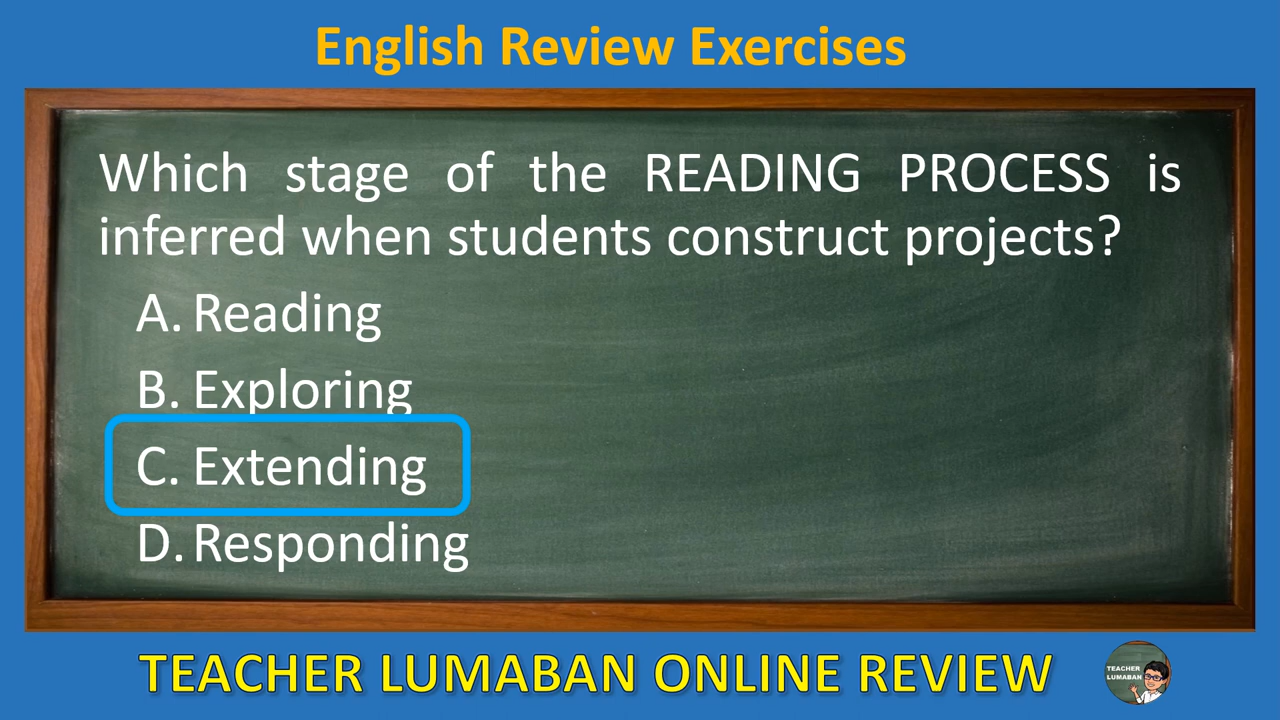 English Review Exercises
Which stage of the READING PROCESS is
inferred when students construct projects?
A. Reading
B. Exploring
C. Extending
D. Responding
TEACHER LUMABAN ONLINE REVIEW
TEACHER
LUMABAN